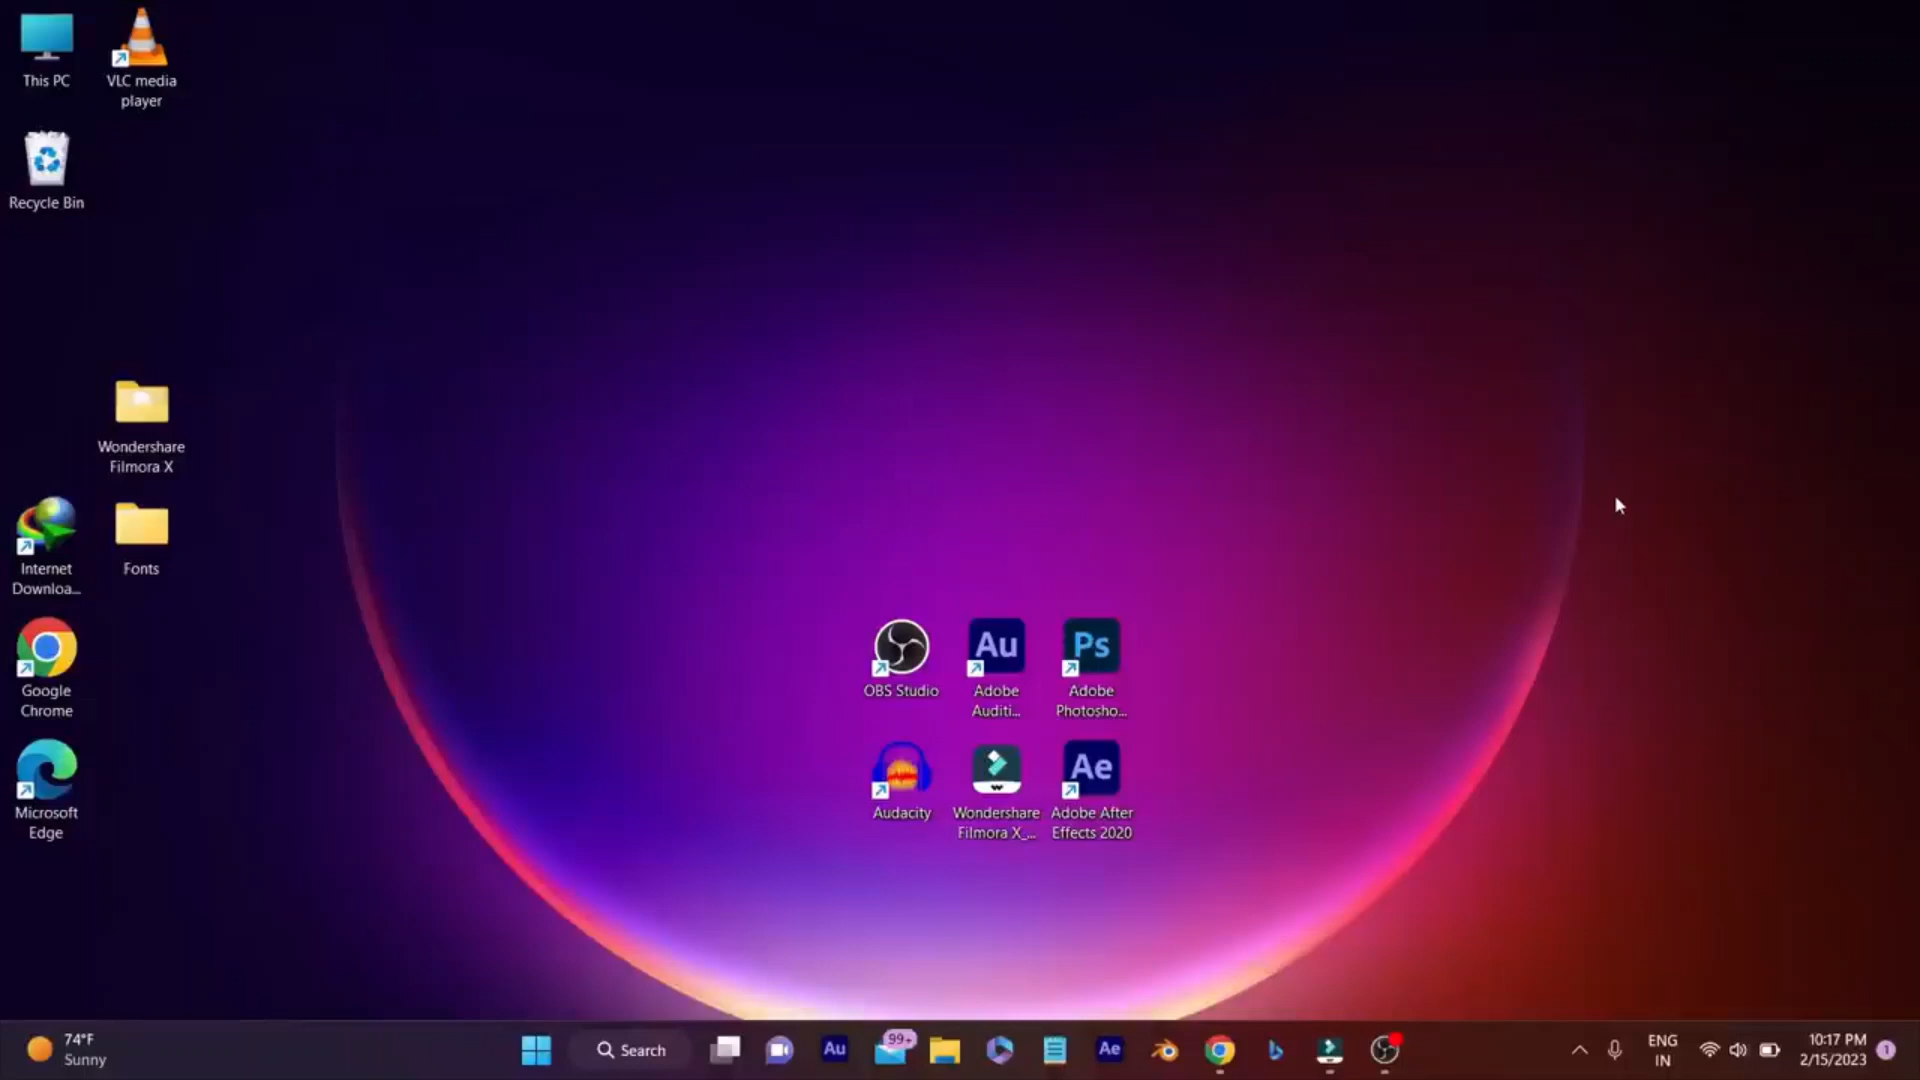 This PC
VLC media
player
Recycle Bin
Wondershare
Filmora X
Internet
Downloa...
Fonts
Google
Chrome
Microsoft
Edge
OBS Studio
Au
Adobe
Auditi...
Ps
Adobe
Photosho...
Audacity
Wondershare
Filmora X_...
Ae
Adobe After
Effects 2020
74°F
Sunny
Search
Au
99+
Ae
ENG
IN
10:17 PM
2/15/2023
1